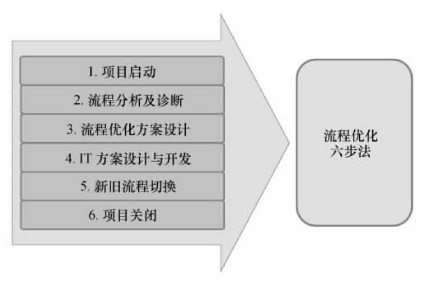 1. 项目启动
2. 流程分析及诊断
3. 流程优化方案设计
4. IT 方案设计与开发
5. 新旧流程切换
6. 项目关闭
流程优化
六步法